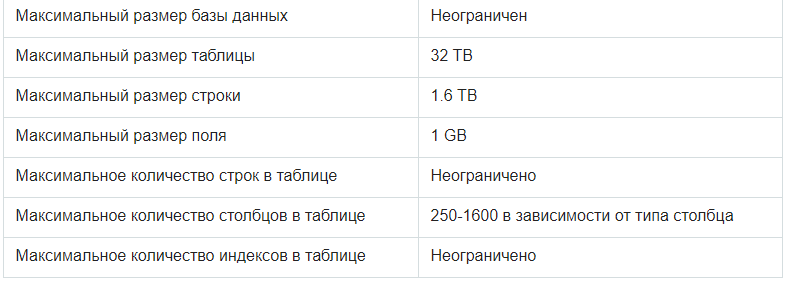 Максимальный размер базы данных Неограничен
Максимальный размер таблицы 32 TB
Максимальный размер строки 1.6 TB
Максимальный размер поля 1 GB
Максимальное количество строк в таблице Неограничено
Максимальное количество столбцов в таблице 250-1600 в зависимости от типа столбца
Максимальное количество индексов в таблице Неограничено